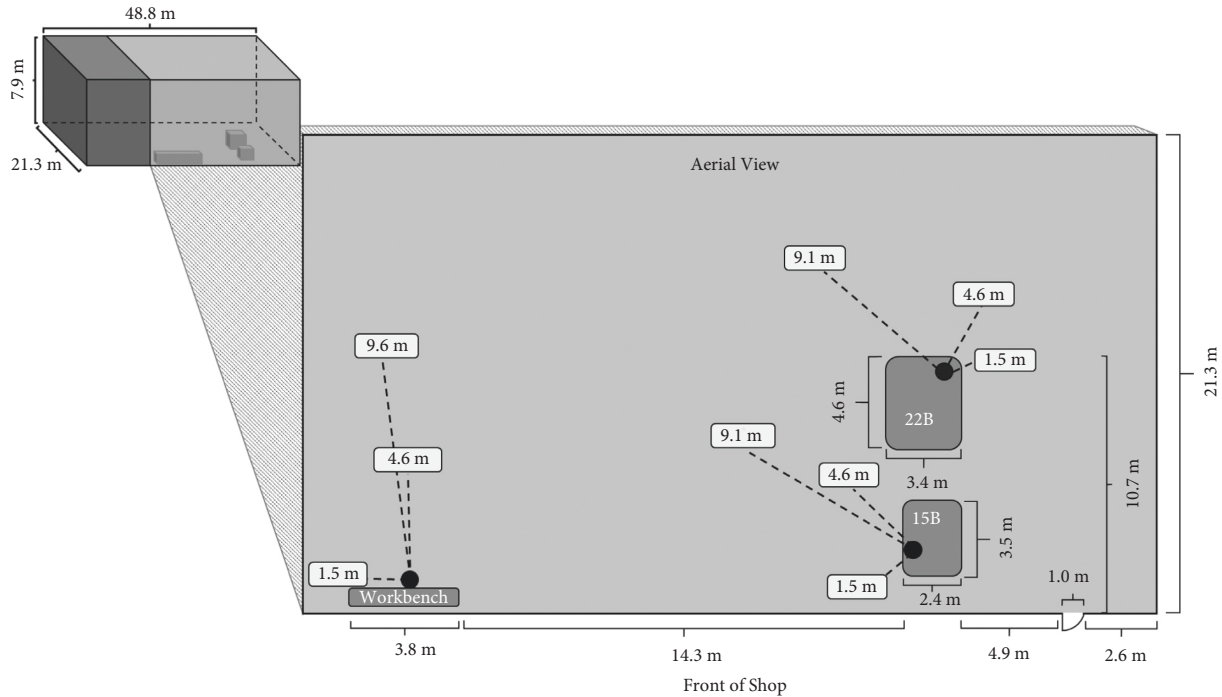 48.8 m
7.9 m
21.3 m
Aerial View
9.1 m
4.6 m
1.5 m
9.6 m
4.6 m
22B
21.3 m
9.1 m
4.6 m
4.6 m
3.4 m
10.7 m
15B
3.5 m
1.5 m
1.5 m
1.0 m
Workbench
2.4 m
3.8 m
14.3 m
4.9 m
2.6 m
Front of Shop